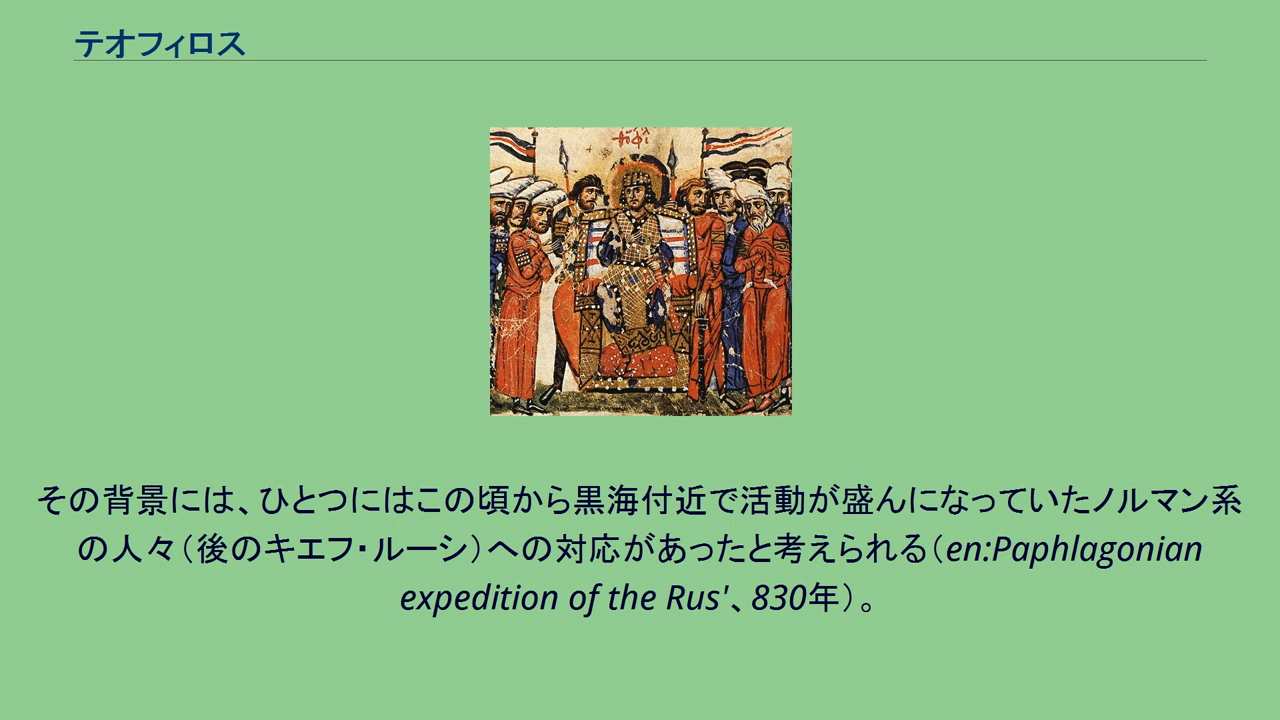 テオフィロス
その背景には、ひとつにはこの頃から黒海付近で活動が盛んになっていたノルマン系
の人々（後のキエフ・ルーシ）への対応があったと考えられる（en:Paphlagonian
expedition of the Rus'、830年）。